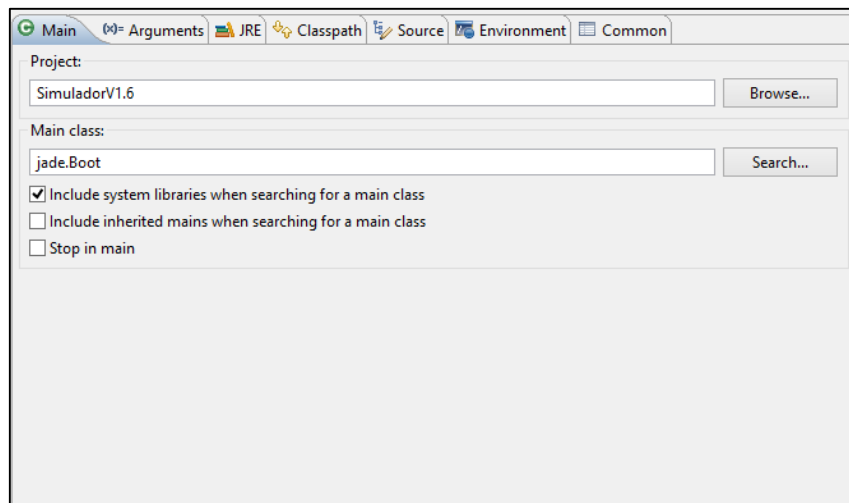 Main (x)= Arguments JRE Classpath Source Environment Common
Project:
SimuladorV1.6 Browse...
Main class:
jade.Boot Search...
Include system libraries when searching for a main class
Include inherited mains when searching for a main class
Stop in main